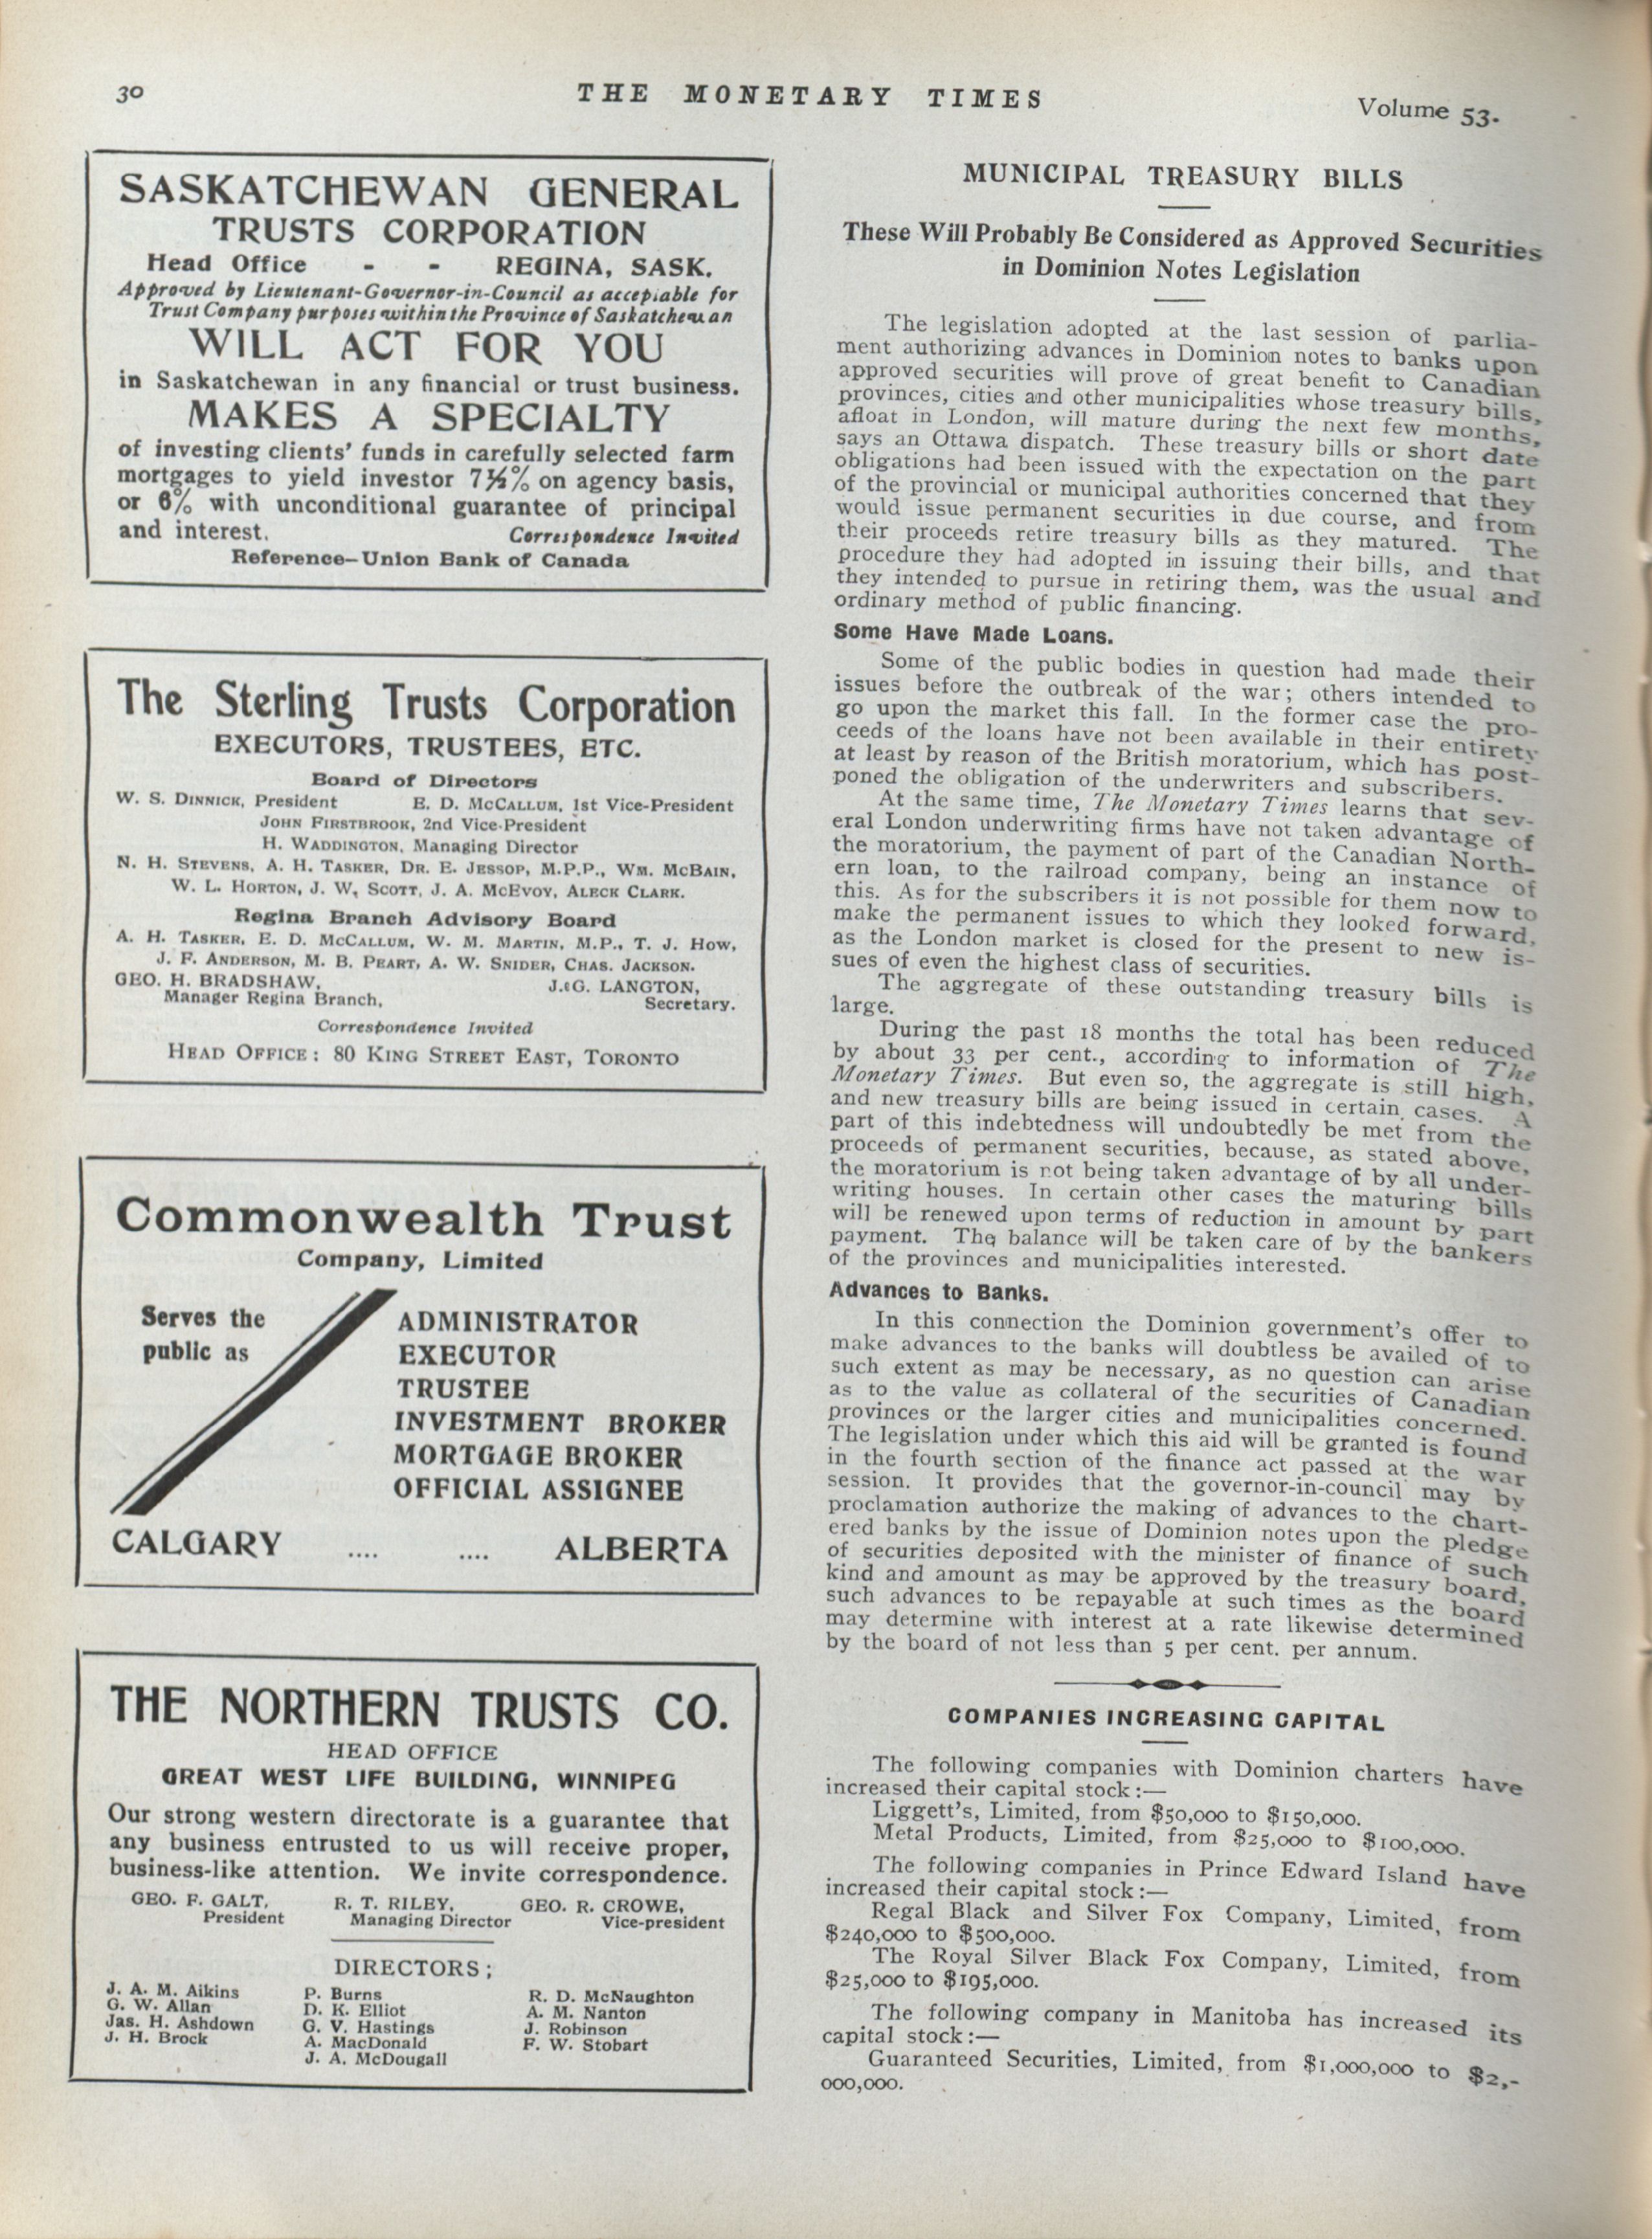 30
THE MONETARY TIMES
Volume 53.
SASKATCHEWAN GENERAL
TRUSTS CORPORATION
Head Office - - REGINA, SASK.
Approved by Lieutenant-Governor-in-Council as acceptable for
Trust Company purposes within the Province of Saskatchewan
WILL ACT FOR YOU
in Saskatchewan in any financial or trust business.
MAKES A SPECIALTY
of investing clients' funds in carefully selected farm
mortgages to yield investor 7½% on agency basis,
or 6% with unconditional guarantee of principal
and interest. Correspondence Invited
Reference—Union Bank of Canada
The Sterling Trusts Corporation
EXECUTORS, TRUSTEES, ETC.
Board of Directors
W. S. DINNICK, President E. D. MCCALLUM, 1st Vice-President
JOHN FIRSTBROOK, 2nd Vice-President
H. WADDINGTON, Managing Director
N. H. STEVENS, A. H. TASKER, DR. E. JESSOP, M.P.P., WM. MCBAIN,
W. L. HORTON, J. W. SCOTT, J. A. MCEVOY, ALECK CLARK.
Regina Branch Advisory Board
A. H. TASKER, E. D. MCCALLUM, W. M. MARTIN, M.P., T. J. HOW,
J. F. ANDERSON, M. B. PEART, A. W. SNIDER, CHAS. JACKSON.
GEO. H. BRADSHAW, J. G. LANGTON,
Manager Regina Branch, Secretary.
Correspondence Invited
HEAD OFFICE: 80 KING STREET EAST, TORONTO
Commonwealth Trust
Company, Limited
Serves the
public as
ADMINISTRATOR
EXECUTOR
TRUSTEE
INVESTMENT BROKER
MORTGAGE BROKER
OFFICIAL ASSIGNEE
CALGARY .... .... ALBERTA
THE NORTHERN TRUSTS CO.
HEAD OFFICE
GREAT WEST LIFE BUILDING, WINNIPEG
Our strong western directorate is a guarantee that
any business entrusted to us will receive proper,
business-like attention. We invite correspondence.
GEO. F. GALT, R. T. RILEY, GEO. R. CROWE,
President Managing Director Vice-president
DIRECTORS;
J. A. M. Aikins P. Burns R. D. McNaughton
G. W. Allan D. K. Elliot A. M. Nanton
Jas. H. Ashdown G. V. Hastings J. Robinson
J. H. Brock A. MacDonald F. W. Stobart
J. A. McDougall
MUNICIPAL TREASURY BILLS
These Will Probably Be Considered as Approved Securities
in Dominion Notes Legislation
The legislation adopted at the last session of parlia-
ment authorizing advances in Dominion notes to banks upon
approved securities will prove of great benefit to Canadian
provinces, cities and other municipalities whose treasury bills,
afloat in London, will mature during the next few months,
says an Ottawa dispatch. These treasury bills or short date
obligations had been issued with the expectation on the part
of the provincial or municipal authorities concerned that they
would issue permanent securities in due course, and from
their proceeds retire treasury bills as they matured. The
procedure they had adopted in issuing their bills, and that
they intended to pursue in retiring them, was the usual and
ordinary method of public financing.
Some Have Made Loans.
Some of the public bodies in question had made their
issues before the outbreak of the war; others intended to
go upon the market this fall. In the former case the pro-
ceeds of the loans have not been available in their entirety
at least by reason of the British moratorium, which has post-
poned the obligation of the underwriters and subscribers.
At the same time, The Monetary Times learns that sev-
eral London underwriting firms have not taken advantage of
the moratorium, the payment of part of the Canadian North-
ern loan, to the railroad company, being an instance of
this. As for the subscribers it is not possible for them now to
make the permanent issues to which they looked forward,
as the London market is closed for the present to new is-
sues of even the highest class of securities.
The aggregate of these outstanding treasury bills is
large.
During the past 18 months the total has been reduced
by about 33 per cent., according to information of The
Monetary Times. But even so, the aggregate is still high,
and new treasury bills are being issued in certain cases. A
part of this indebtedness will undoubtedly be met from the
proceeds of permanent securities, because, as stated above,
the moratorium is not being taken advantage of by all under-
writing houses. In certain other cases the maturing bills
will be renewed upon terms of reduction in amount by part
payment. The balance will be taken care of by the bankers
of the provinces and municipalities interested.
Advances to Banks.
In this connection the Dominion government's offer to
make advances to the banks will doubtless be availed of to
such extent as may be necessary, as no question can arise
as to the value as collateral of the securities of Canadian
provinces or the larger cities and municipalities concerned.
The legislation under which this aid will be granted is found
in the fourth section of the finance act passed at the war
session. It provides that the governor-in-council may by
proclamation authorize the making of advances to the chart-
ered banks by the issue of Dominion notes upon the pledge
of securities deposited with the minister of finance of such
kind and amount as may be approved by the treasury board,
such advances to be repayable at such times as the board
may determine with interest at a rate likewise determined
by the board of not less than 5 per cent. per annum.
COMPANIES INCREASING CAPITAL
The following companies with Dominion charters have
increased their capital stock:—
Liggett's, Limited, from $50,000 to $150,000.
Metal Products, Limited, from $25,000 to $100,000.
The following companies in Prince Edward Island have
increased their capital stock:—
Regal Black and Silver Fox Company, Limited, from
$240,000 to $500,000.
The Royal Silver Black Fox Company, Limited, from
$25,000 to $195,000.
The following company in Manitoba has increased its
capital stock:—
Guaranteed Securities, Limited, from $1,000,000 to $2,-
000,000.